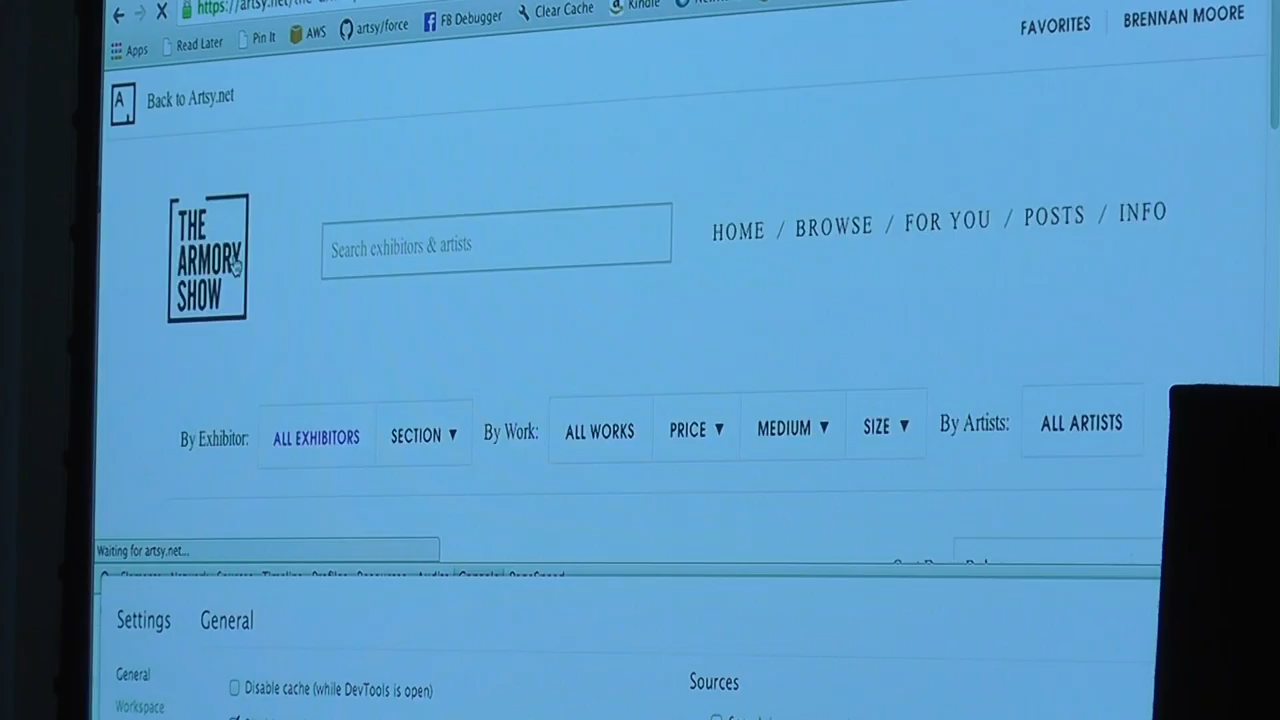 https://artsy.net/the-a
Apps Read Later Pin It AWS artsy/force FB Debugger Clear Cache Kindle
FAVORITES BRENNAN MOORE
A
Back to Artsy.net
THE
ARMORY
SHOW
Search exhibitors & artists
HOME / BROWSE / FOR YOU / POSTS / INFO
By Exhibitor: ALL EXHIBITORS SECTION ▼ By Work: ALL WORKS PRICE ▼ MEDIUM ▼ SIZE ▼ By Artists: ALL ARTISTS
Waiting for artsy.net...
Settings General
General
Disable cache (while DevTools is open)
Sources
Workspace